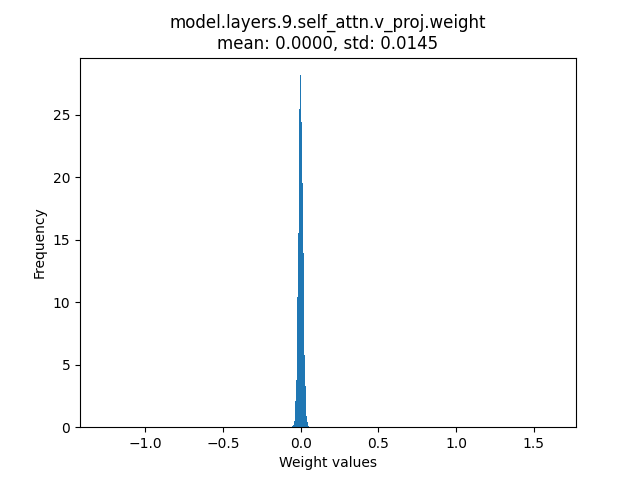 model.layers.9.self_attn.v_proj.weight
mean: 0.0000, std: 0.0145
Frequency
25
20
15
10
5
0
−1.0 −0.5 0.0 0.5 1.0 1.5
Weight values